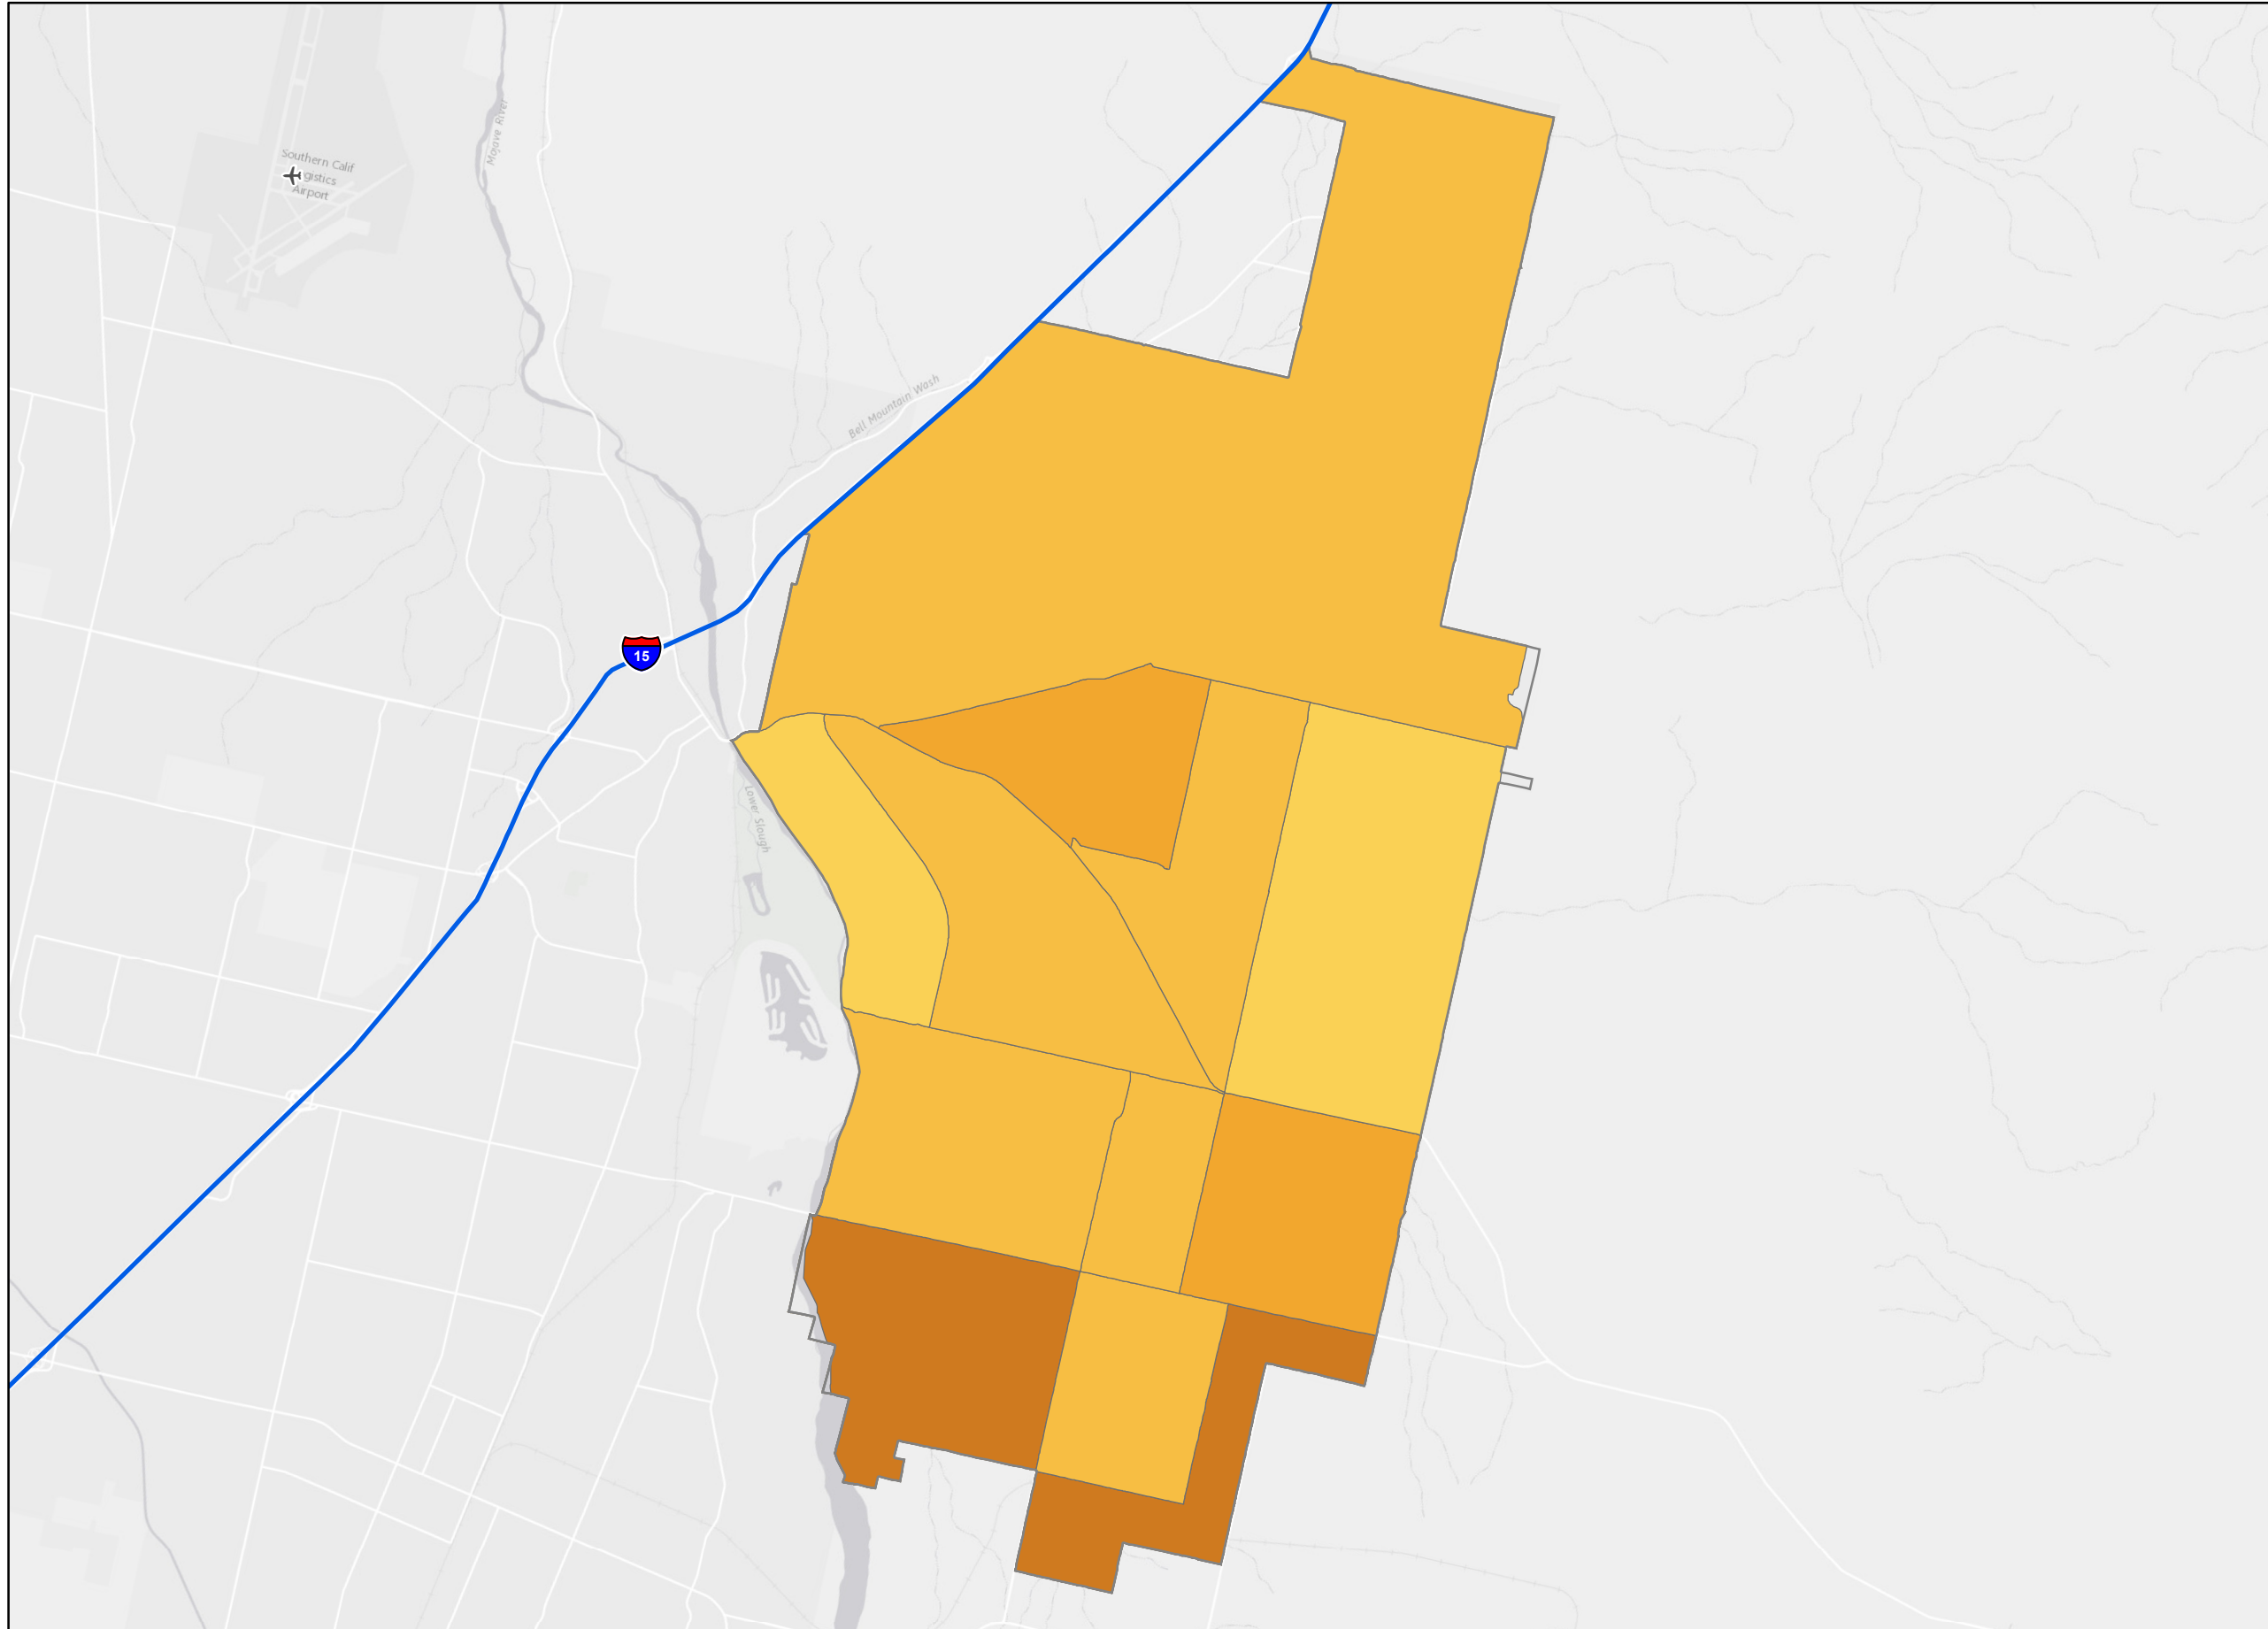 Mojave River
Southern Calif
gistics
Airport
Bell Mountain Wash
15
Lower Slough